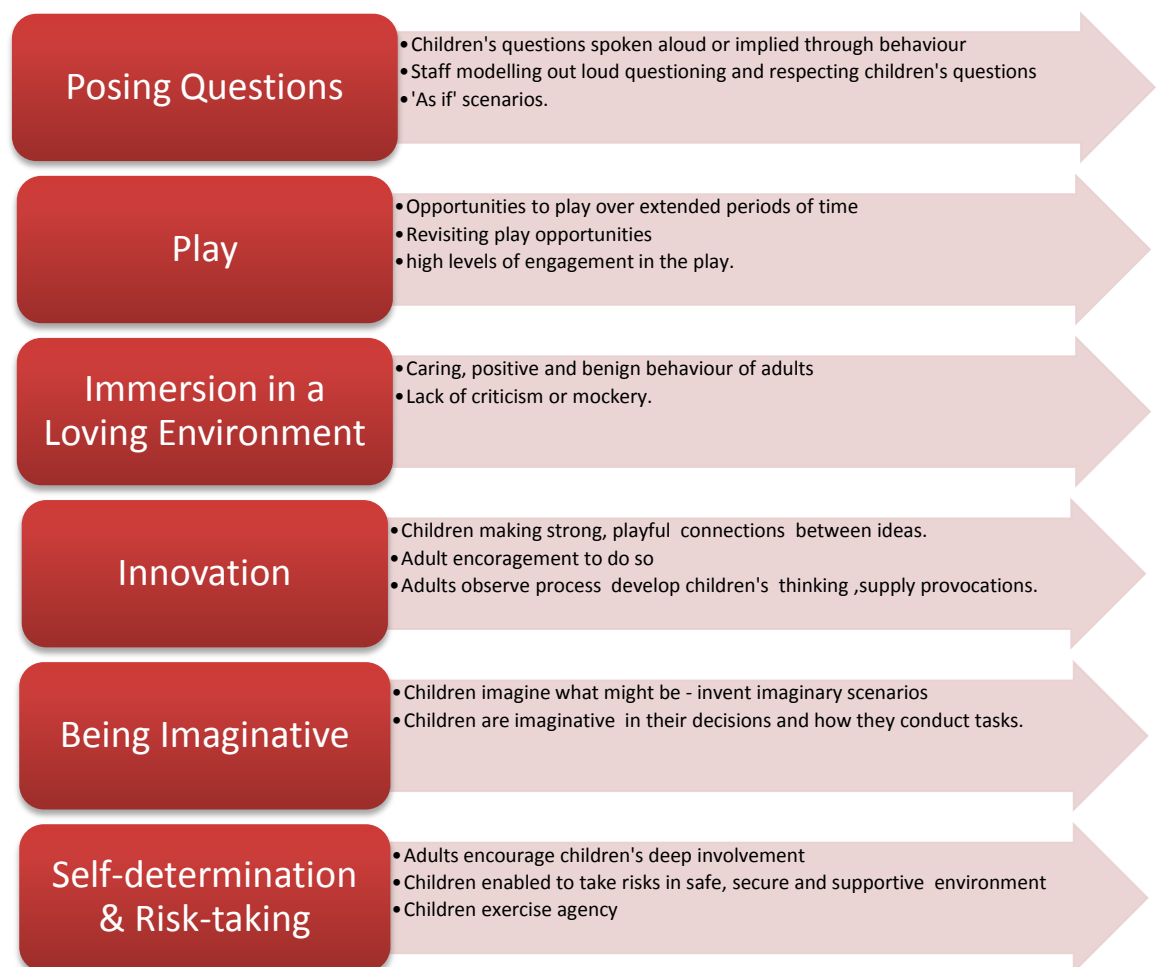 Posing Questions
•Children's questions spoken aloud or implied through behaviour
•Staff modelling out loud questioning and respecting children's questions
•'As if' scenarios.
Play
•Opportunities to play over extended periods of time
•Revisiting play opportunities
•high levels of engagement in the play.
Immersion in a
Loving Environment
•Caring, positive and benign behaviour of adults
•Lack of criticism or mockery.
Innovation
•Children making strong, playful  connections  between ideas.
•Adult encoragement to do so
•Adults observe process  develop children's  thinking ,supply provocations.
Being Imaginative
•Children imagine what might be - invent imaginary scenarios
•Children are imaginative  in their decisions and how they conduct tasks.
Self-determination
& Risk-taking
•Adults encourage children's deep involvement
•Children enabled to take risks in safe, secure and supportive  environment
•Children exercise agency